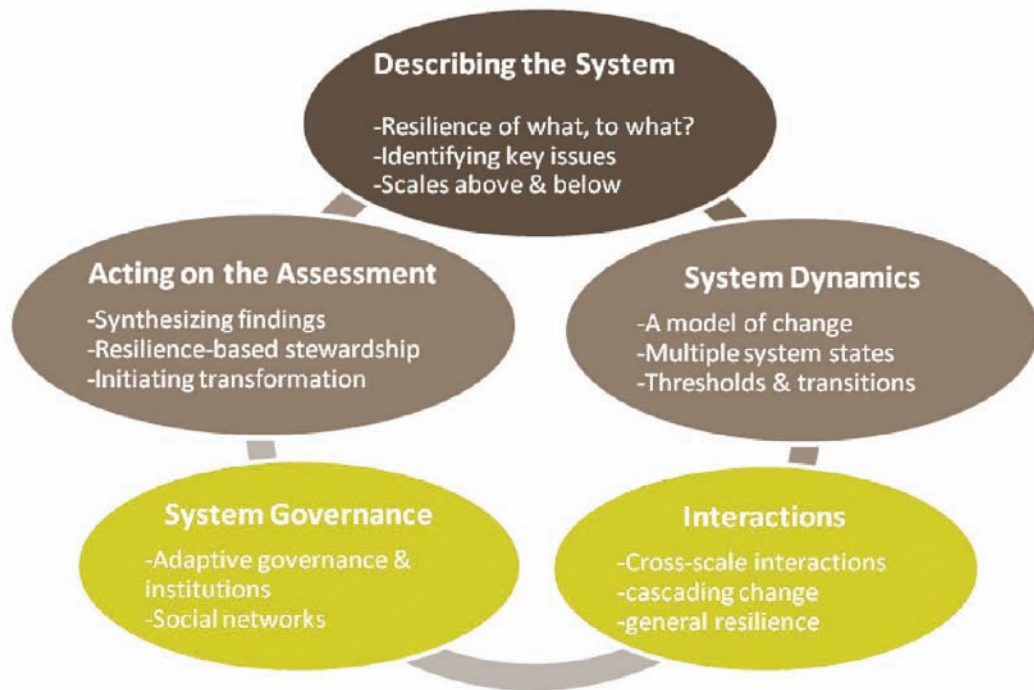 Describing the System
-Resilience of what, to what?
-Identifying key issues
-Scales above & below
Acting on the Assessment
-Synthesizing findings
-Resilience-based stewardship
-Initiating transformation
System Dynamics
-A model of change
-Multiple system states
-Thresholds & transitions
System Governance
-Adaptive governance &
institutions
-Social networks
Interactions
-Cross-scale interactions
-cascading change
-general resilience